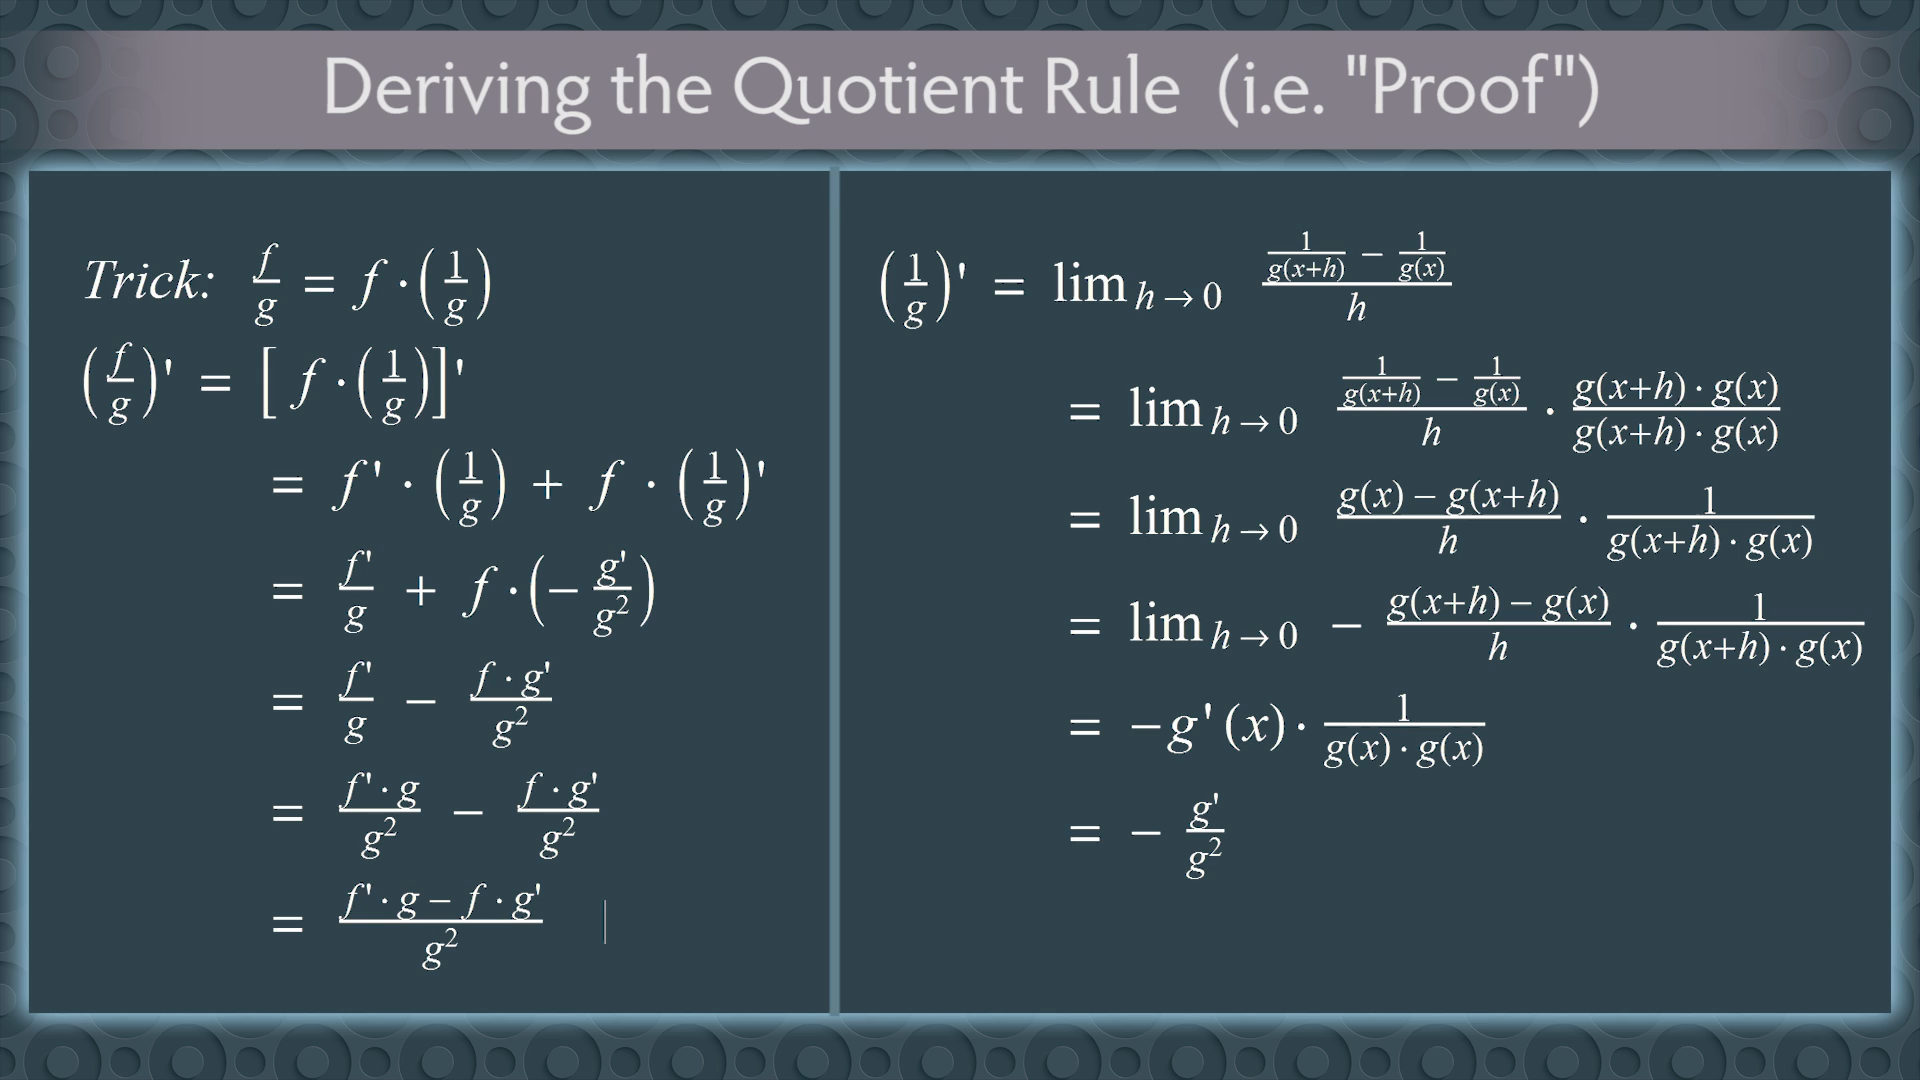 Deriving the Quotient Rule (i.e. "Proof")
Trick: f/g = f · (1/g)
(f/g)' = [ f · (1/g)]'
= f' · (1/g) + f · (1/g)'
= f'/g + f · (− g'/g²)
= f'/g − f · g'/g²
= f' · g/g² − f · g'/g²
= (f' · g − f · g')/g²
(1/g)' = lim h → 0 (1/g(x+h) − 1/g(x))/h
= lim h → 0 (1/g(x+h) − 1/g(x))/h · (g(x+h) · g(x))/(g(x+h) · g(x))
= lim h → 0 (g(x) − g(x+h))/h · 1/(g(x+h) · g(x))
= lim h → 0 − (g(x+h) − g(x))/h · 1/(g(x+h) · g(x))
= −g'(x) · 1/(g(x) · g(x))
= − g'/g²